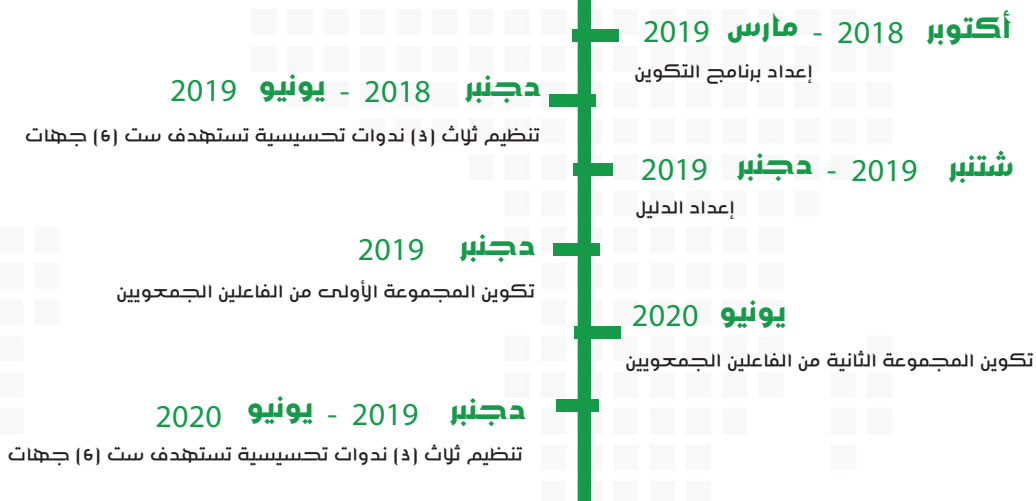 أكتوبر 2018 - مارس 2019
إعداد برنامج التكوين
دجنبر 2018 - يونيو 2019
تنظيم ثلاث (3) ندوات تحسيسية تستهدف ست (6) جهات
شتنبر 2019 - دجنبر 2019
إعداد الدليل
دجنبر 2019
تكوين المجموعة الأولى من الفاعلين الجمعويين
يونيو 2020
تكوين المجموعة الثانية من الفاعلين الجمعويين
دجنبر 2019 - يونيو 2020
تنظيم ثلاث (3) ندوات تحسيسية تستهدف ست (6) جهات